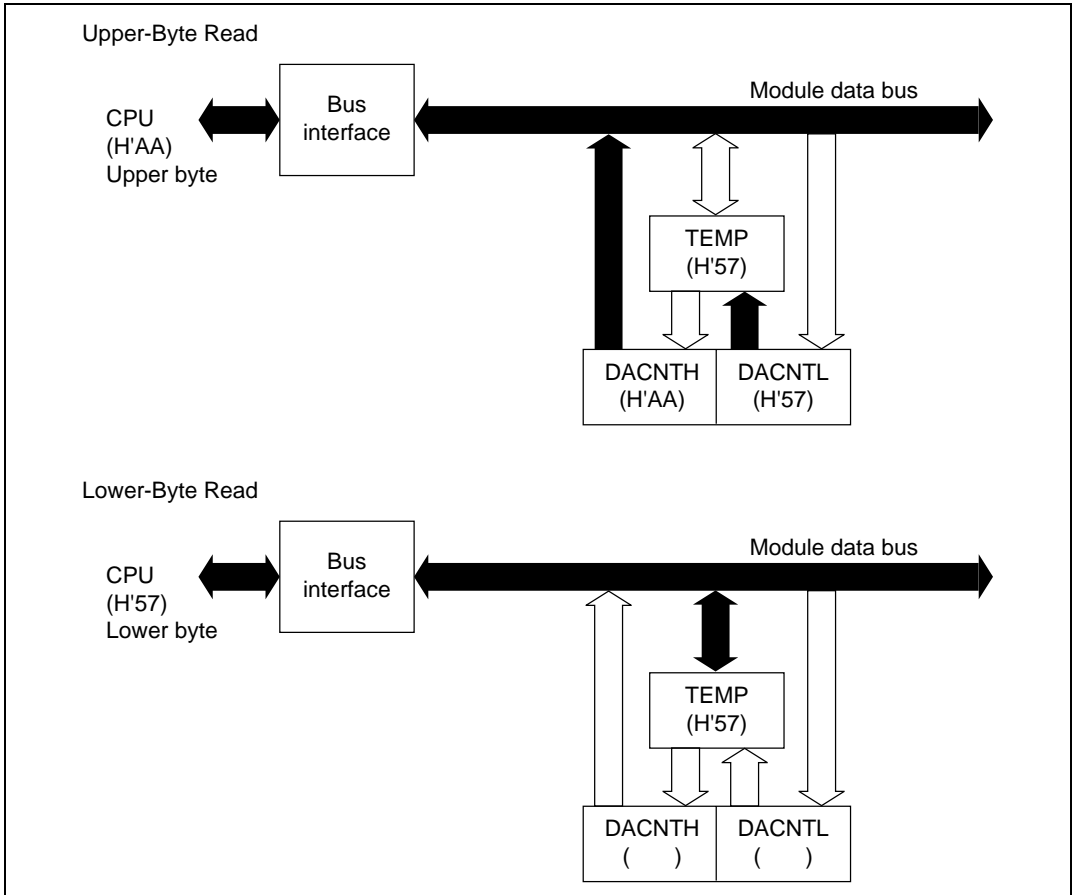 Upper-Byte Read
CPU
(H'AA)
Upper byte
Bus
interface
Module data bus
TEMP
(H'57)
DACNTH
(H'AA)
DACNTL
(H'57)
Lower-Byte Read
CPU
(H'57)
Lower byte
Bus
interface
Module data bus
TEMP
(H'57)
DACNTH
(    )
DACNTL
(    )